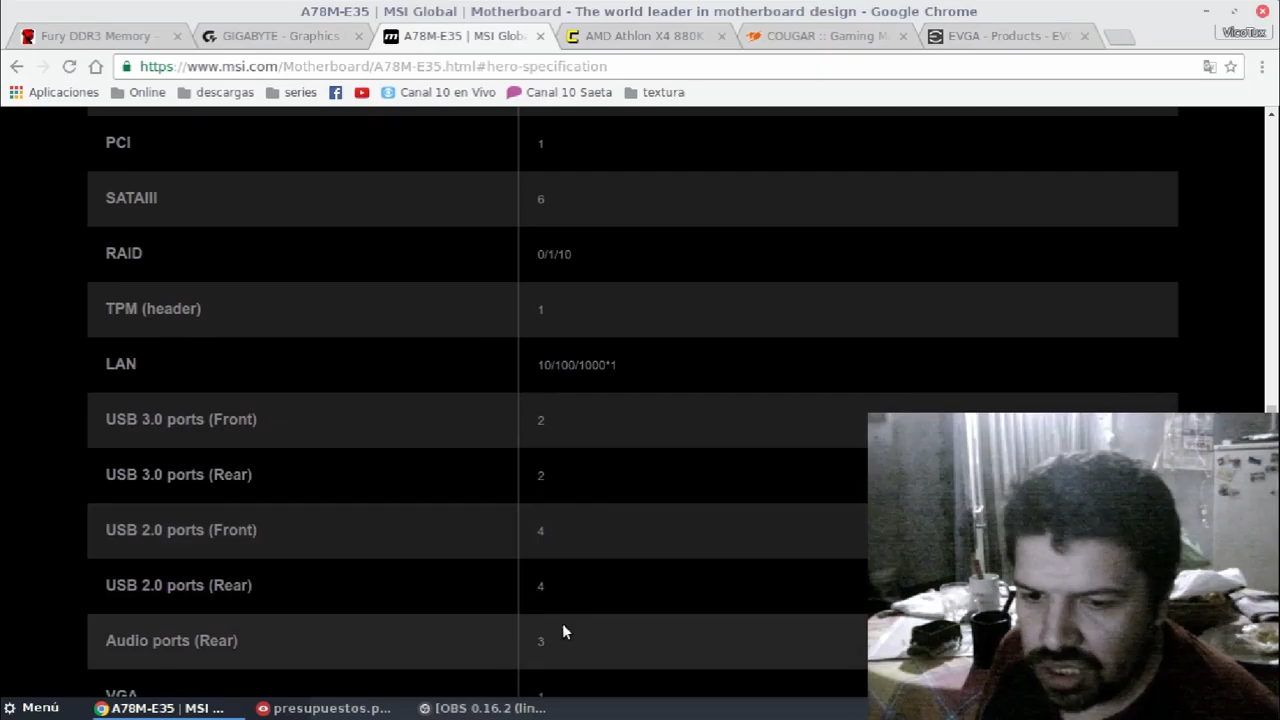 A78M-E35 | MSI Global | Motherboard - The world leader in motherboard design - Google Chrome
Fury DDR3 Memory -
GIGABYTE - Graphics
A78M-E35 | MSI Globa
AMD Athlon X4 880K
COUGAR :: Gaming M
EVGA - Products - EVG
VicoTux
https://www.msi.com/Motherboard/A78M-E35.html#hero-specification
Aplicaciones
Online
descargas
series
Canal 10 en Vivo
Canal 10 Saeta
textura
PCI 1
SATAIII 6
RAID 0/1/10
TPM (header) 1
LAN 10/100/1000*1
USB 3.0 ports (Front) 2
USB 3.0 ports (Rear) 2
USB 2.0 ports (Front) 4
USB 2.0 ports (Rear) 4
Audio ports (Rear) 3
VGA 1
Menú
A78M-E35 | MSI ...
presupuestos.p...
[OBS 0.16.2 (lin...